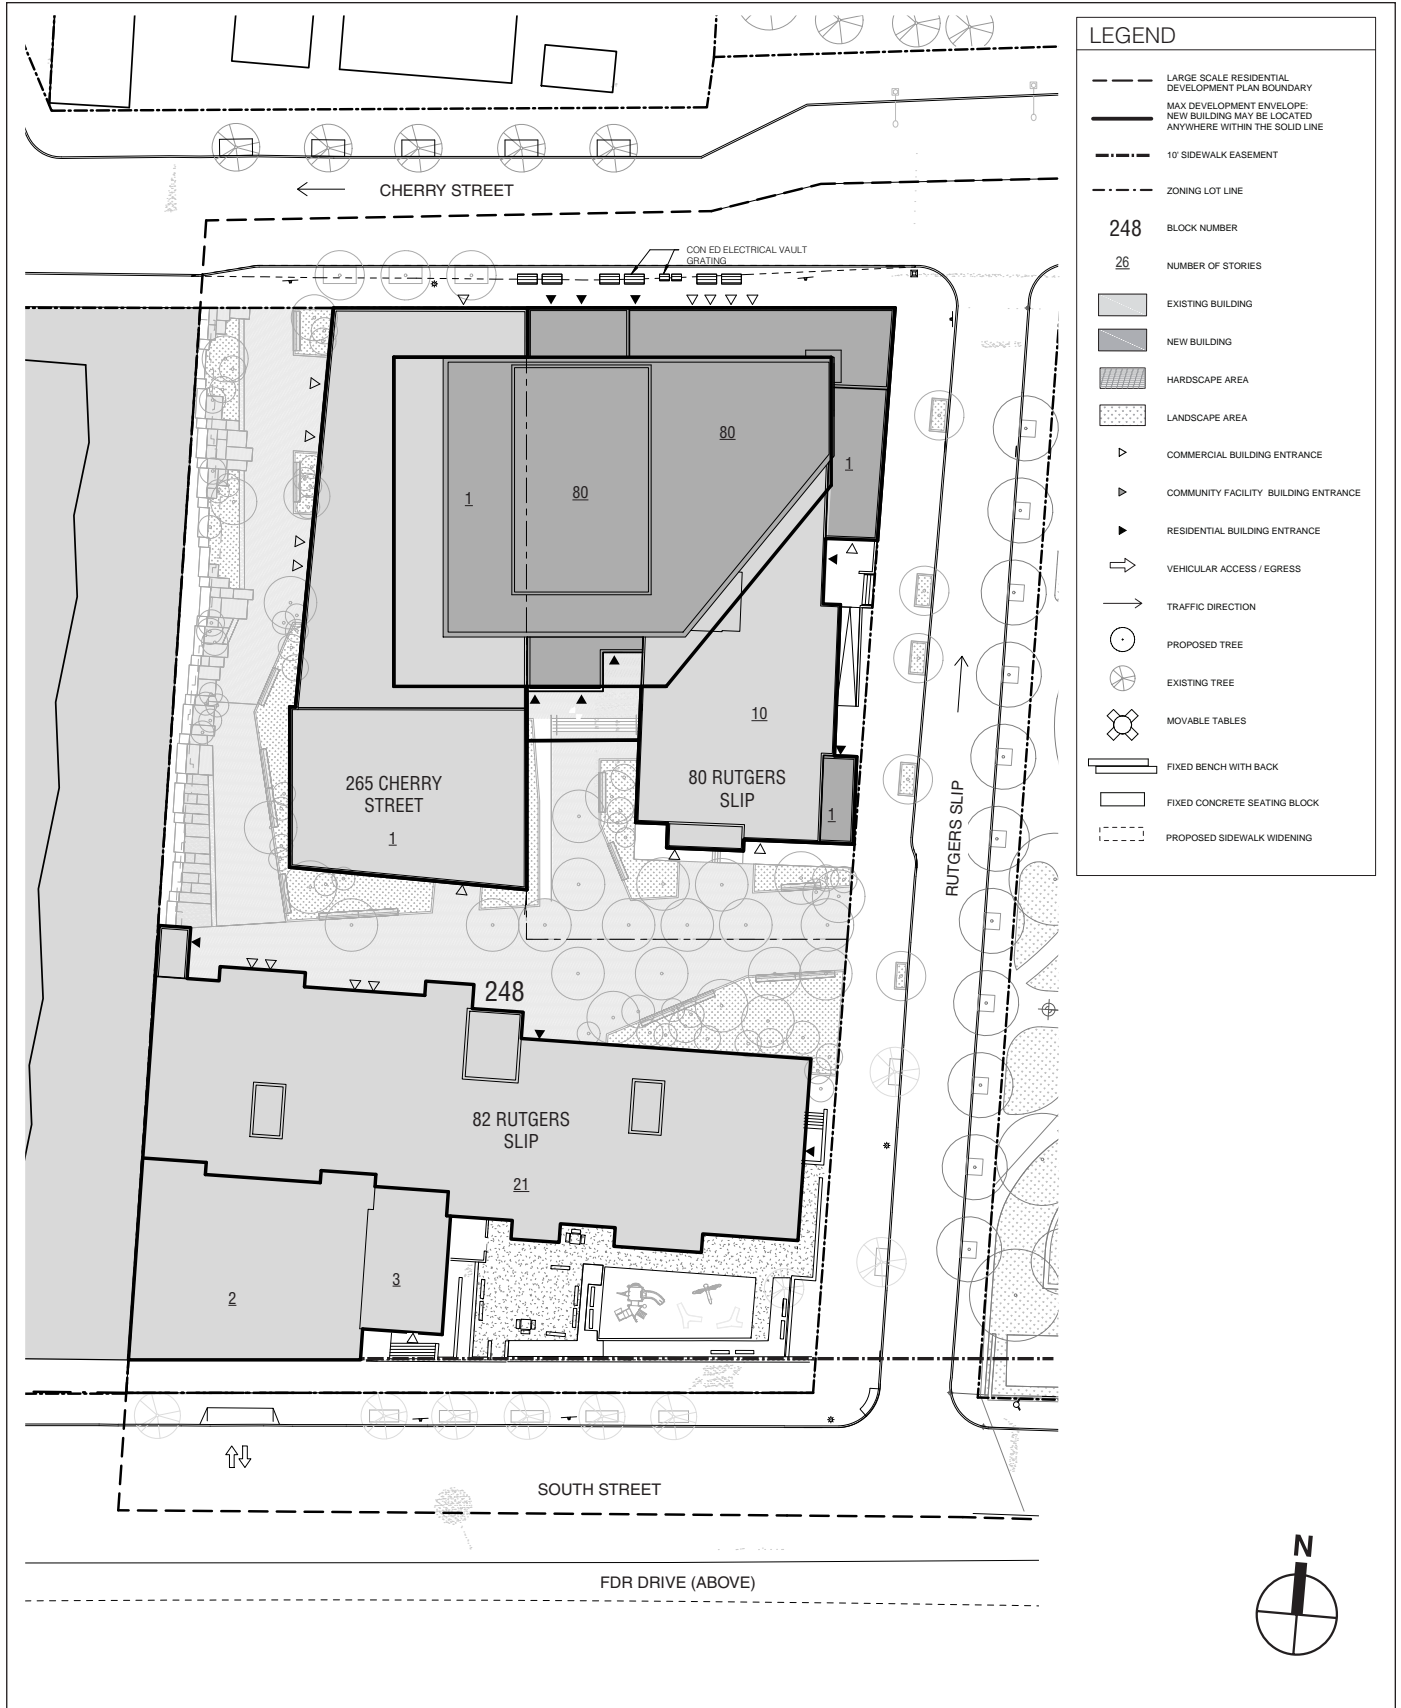 LEGEND
LARGE SCALE RESIDENTIAL
DEVELOPMENT PLAN BOUNDARY
MAX DEVELOPMENT ENVELOPE:
NEW BUILDING MAY BE LOCATED
ANYWHERE WITHIN THE SOLID LINE
10' SIDEWALK EASEMENT
ZONING LOT LINE
248 BLOCK NUMBER
26 NUMBER OF STORIES
EXISTING BUILDING
NEW BUILDING
HARDSCAPE AREA
LANDSCAPE AREA
COMMERCIAL BUILDING ENTRANCE
COMMUNITY FACILITY BUILDING ENTRANCE
RESIDENTIAL BUILDING ENTRANCE
VEHICULAR ACCESS / EGRESS
TRAFFIC DIRECTION
PROPOSED TREE
EXISTING TREE
MOVABLE TABLES
FIXED BENCH WITH BACK
FIXED CONCRETE SEATING BLOCK
PROPOSED SIDEWALK WIDENING
CHERRY STREET
CON ED ELECTRICAL VAULT
GRATING
80
1
1
80
10
265 CHERRY
STREET
1
80 RUTGERS
SLIP
1
RUTGERS SLIP
248
82 RUTGERS
SLIP
21
3
2
SOUTH STREET
FDR DRIVE (ABOVE)
N